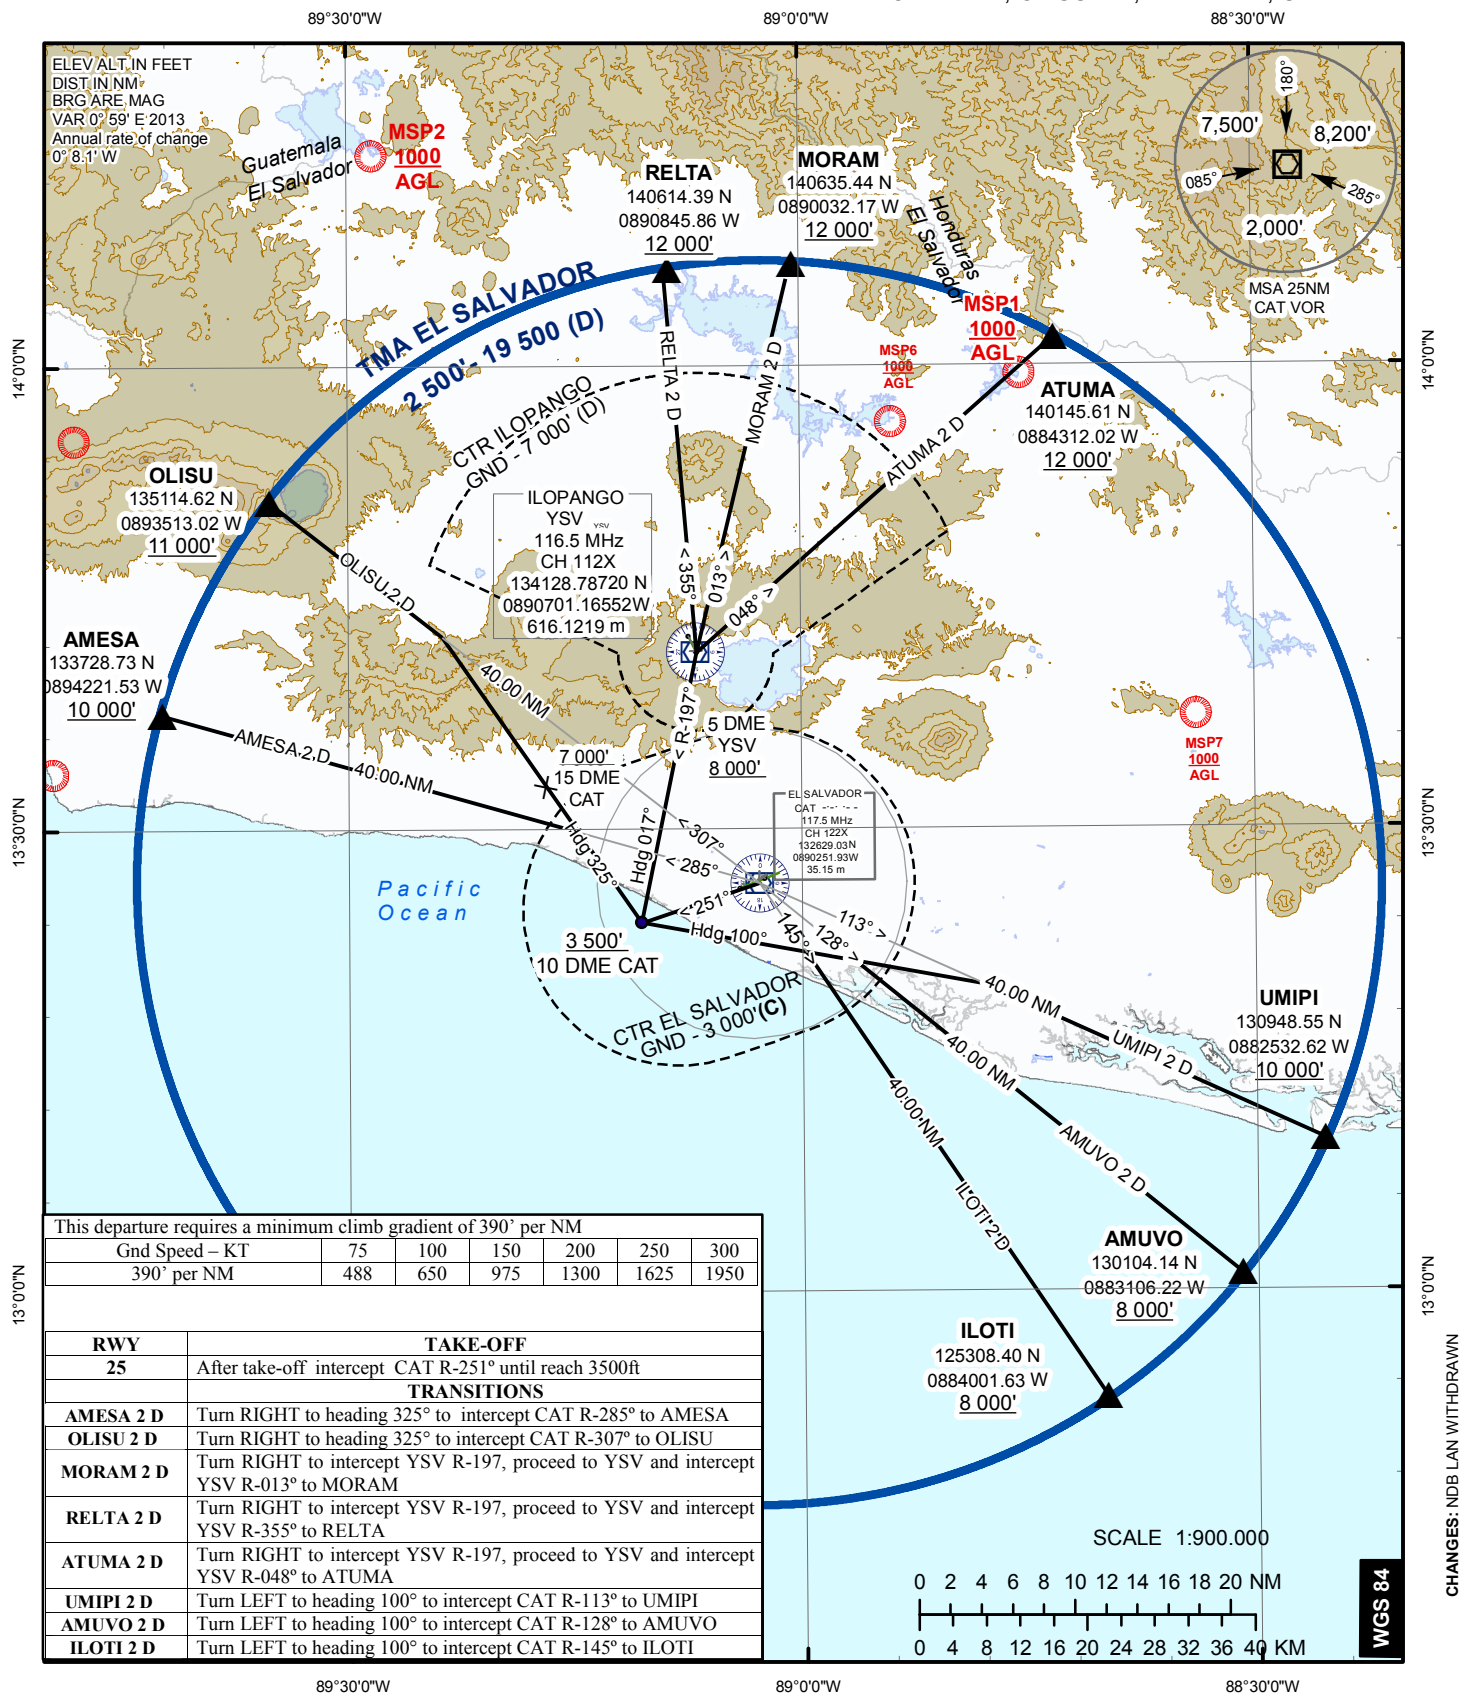 89°30'0"W
89°0'0"W
88°30'0"W
ELEV ALT IN FEET
DIST IN NM
BRG ARE MAG
VAR 0° 59' E 2013
Annual rate of change
0° 8.1' W
Guatemala
El Salvador
MSP2
1000
AGL
RELTA
140614.39 N
0890845.86 W
12 000'
MORAM
140635.44 N
0890032.17 W
12 000'
Honduras
El Salvador
180°
7,500'
8,200'
085°
285°
2,000'
MSA 25NM
CAT VOR
TMA EL SALVADOR
2 500'- 19 500 (D)
MSP1
1000
AGL
MSP6
1000
AGL
14°0'0"N
14°0'0"N
ATUMA
140145.61 N
0884312.02 W
12 000'
CTR ILOPANGO
GND - 7 000' (D)
RELTA 2 D
MORAM 2 D
ATUMA 2 D
OLISU
135114.62 N
0893513.02 W
11 000'
ILOPANGO
YSV
YSV
116.5 MHz
CH 112X
134128.78720 N
0890701.16552W
616.1219 m
< 355°
013° >
048° >
OLISU 2 D
AMESA
133728.73 N
0894221.53 W
10 000'
40.00 NM
AMESA 2 D
40.00 NM
< R-197°
5 DME
YSV
8 000'
7 000'
15 DME
CAT
MSP7
1000
AGL
EL SALVADOR
CAT -·-· ·- -
117.5 MHz
CH 122X
132629.03N
0890251.93W
35.15 m
13°30'0"N
13°30'0"N
Hdg 325°
Hdg 017°
< 307°
< 285°
< 251°
Pacific
Ocean
Hdg 100°
3 500'
10 DME CAT
145° >
128° >
113° >
CTR EL SALVADOR
GND - 3 000'(C)
40.00 NM
UMIPI 2 D
UMIPI
130948.55 N
0882532.62 W
10 000'
40.00 NM
AMUVO 2 D
40.00 NM
ILOTI 2 D
AMUVO
130104.14 N
0883106.22 W
8 000'
ILOTI
125308.40 N
0884001.63 W
8 000'
13°0'0"N
13°0'0"N
This departure requires a minimum climb gradient of 390’ per NM
Gnd Speed – KT 75 100 150 200 250 300
390’ per NM 488 650 975 1300 1625 1950
RWY TAKE-OFF
25 After take-off intercept CAT R-251º until reach 3500ft
TRANSITIONS
AMESA 2 D Turn RIGHT to heading 325° to intercept CAT R-285º to AMESA
OLISU 2 D Turn RIGHT to heading 325° to intercept CAT R-307º to OLISU
MORAM 2 D Turn RIGHT to intercept YSV R-197, proceed to YSV and intercept
YSV R-013º to MORAM
RELTA 2 D Turn RIGHT to intercept YSV R-197, proceed to YSV and intercept
YSV R-355º to RELTA
ATUMA 2 D Turn RIGHT to intercept YSV R-197, proceed to YSV and intercept
YSV R-048º to ATUMA
UMIPI 2 D Turn LEFT to heading 100° to intercept CAT R-113º to UMIPI
AMUVO 2 D Turn LEFT to heading 100° to intercept CAT R-128º to AMUVO
ILOTI 2 D Turn LEFT to heading 100° to intercept CAT R-145º to ILOTI
SCALE 1:900.000
0 2 4 6 8 10 12 14 16 18 20 NM
0 4 8 12 16 20 24 28 32 36 40 KM
WGS 84
CHANGES: NDB LAN WITHDRAWN
89°30'0"W
89°0'0"W
88°30'0"W